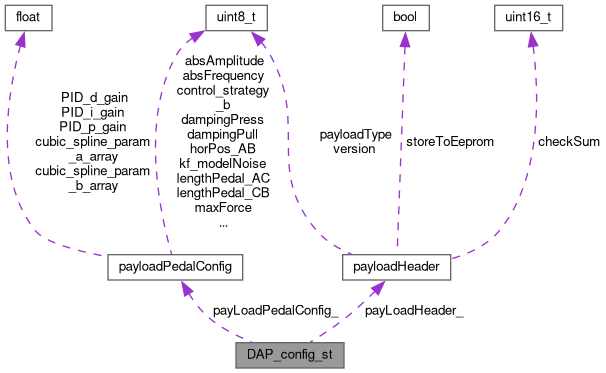 float
uint8_t
bool
uint16_t
PID_d_gain
PID_i_gain
PID_p_gain
cubic_spline_param
_a_array
cubic_spline_param
_b_array
absAmplitude
absFrequency
control_strategy
_b
dampingPress
dampingPull
horPos_AB
kf_modelNoise
lengthPedal_AC
lengthPedal_CB
maxForce
...
payloadType
version
storeToEeprom
checkSum
payloadPedalConfig
payloadHeader
payLoadPedalConfig_
payLoadHeader_
DAP_config_st